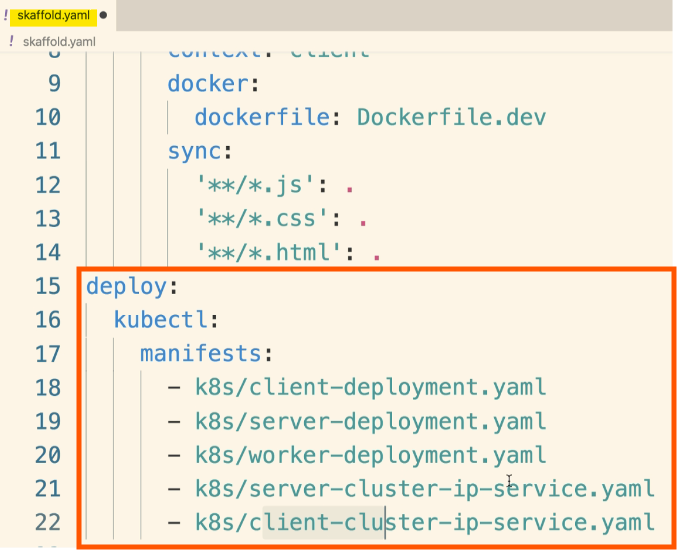 ! skaffold.yaml ●
! skaffold.yaml
8 context: client
9 docker:
10 dockerfile: Dockerfile.dev
11 sync:
12 '**/*.js': .
13 '**/*.css': .
14 '**/*.html': .
15 deploy:
16 kubectl:
17 manifests:
18 - k8s/client-deployment.yaml
19 - k8s/server-deployment.yaml
20 - k8s/worker-deployment.yaml
21 - k8s/server-cluster-ip-service.yaml
22 - k8s/client-cluster-ip-service.yaml